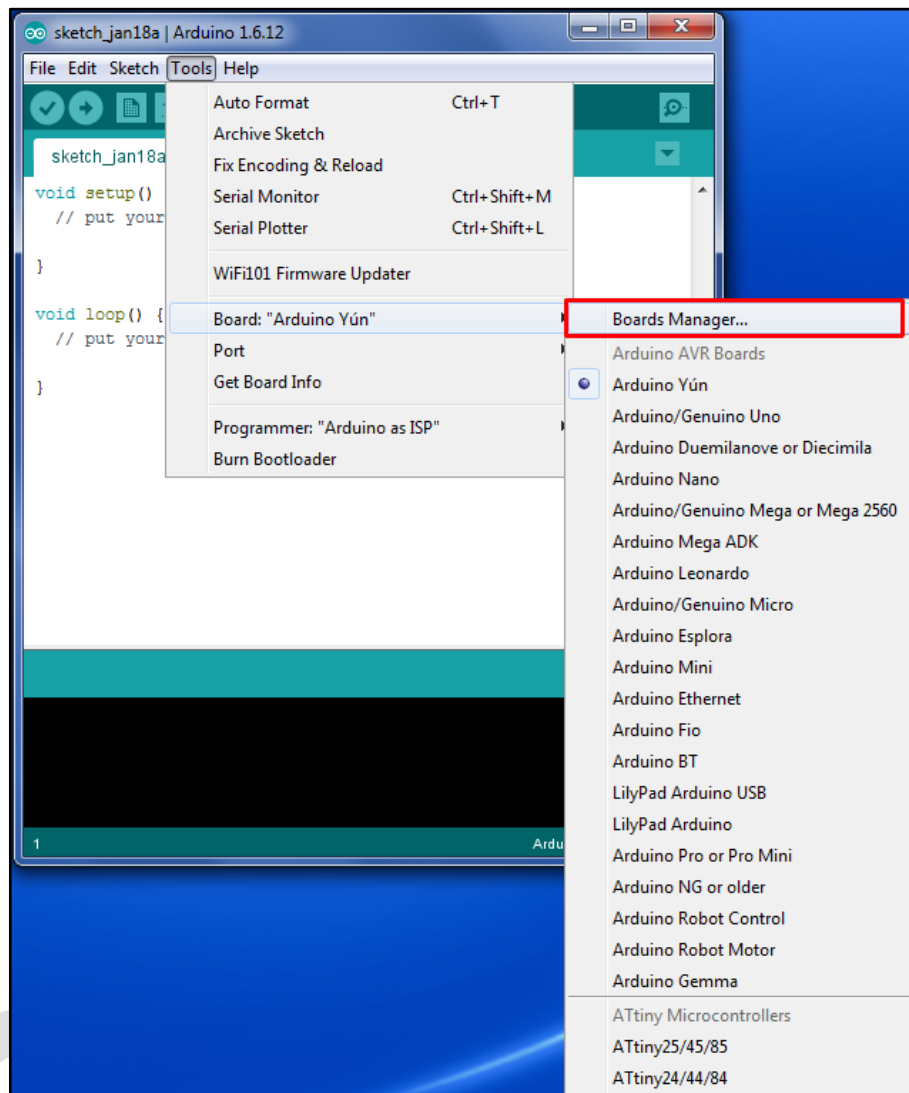 sketch_jan18a | Arduino 1.6.12
File Edit Sketch Tools Help
sketch_jan18a
void setup()
// put your
}
void loop() {
// put your
}
Auto Format Ctrl+T
Archive Sketch
Fix Encoding & Reload
Serial Monitor Ctrl+Shift+M
Serial Plotter Ctrl+Shift+L
WiFi101 Firmware Updater
Board: "Arduino Yún"
Port
Get Board Info
Programmer: "Arduino as ISP"
Burn Bootloader
Boards Manager...
Arduino AVR Boards
Arduino Yún
Arduino/Genuino Uno
Arduino Duemilanove or Diecimila
Arduino Nano
Arduino/Genuino Mega or Mega 2560
Arduino Mega ADK
Arduino Leonardo
Arduino/Genuino Micro
Arduino Esplora
Arduino Mini
Arduino Ethernet
Arduino Fio
Arduino BT
LilyPad Arduino USB
LilyPad Arduino
Arduino Pro or Pro Mini
Arduino NG or older
Arduino Robot Control
Arduino Robot Motor
Arduino Gemma
ATtiny Microcontrollers
ATtiny25/45/85
ATtiny24/44/84
1 Ardu